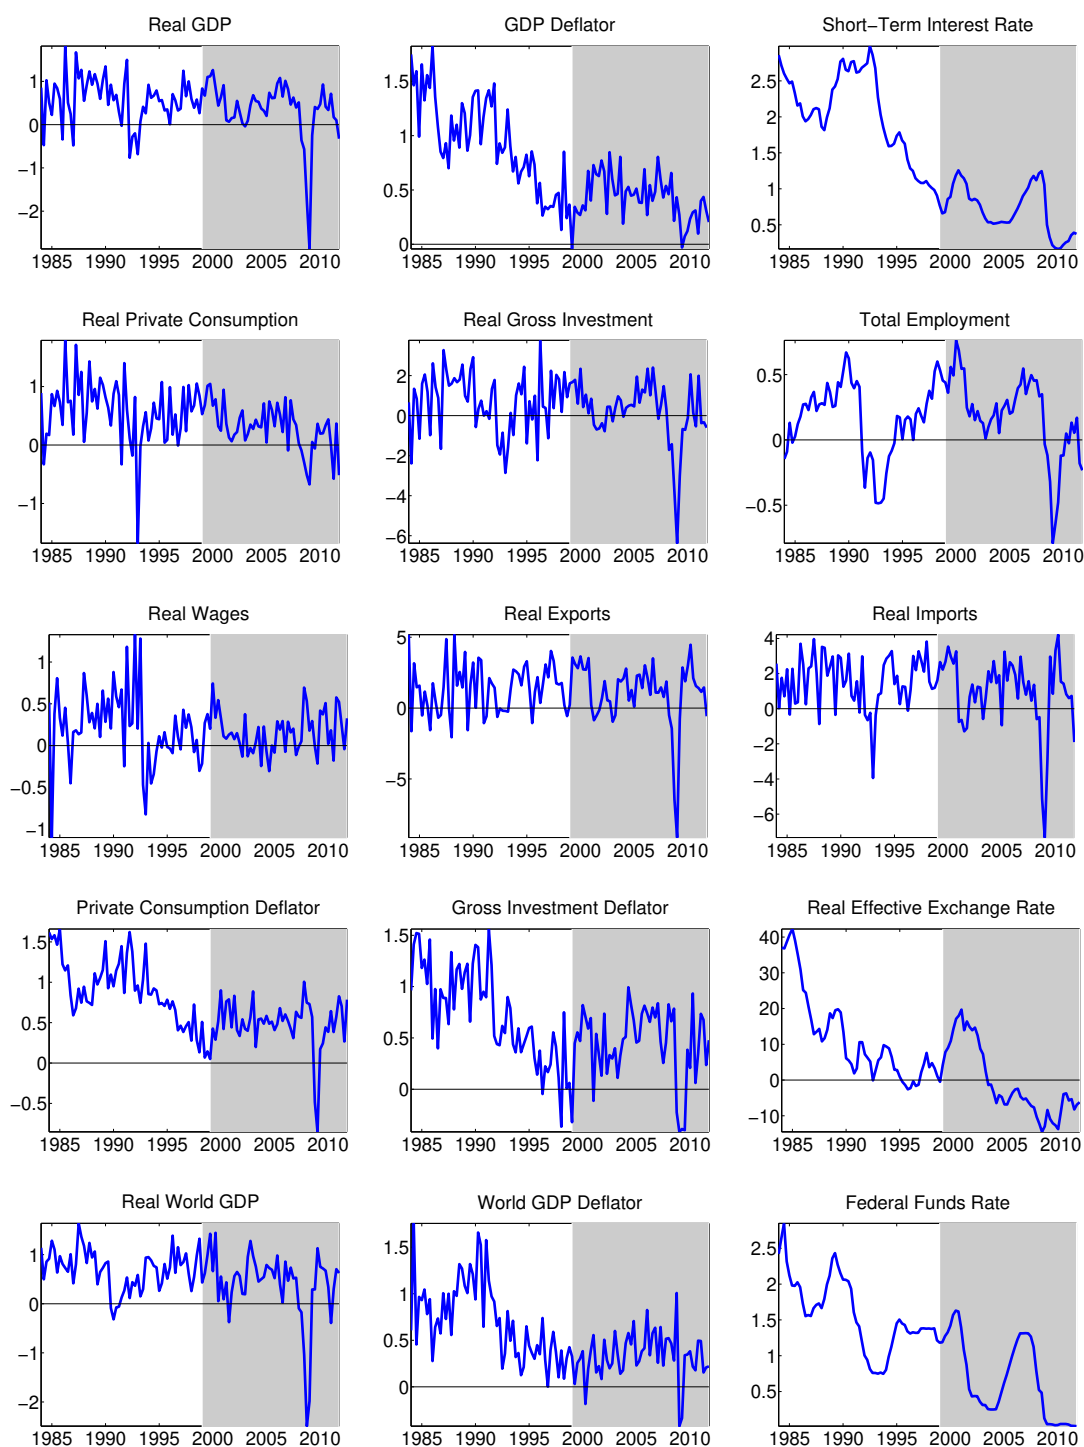 Real GDP
GDP Deflator
Short−Term Interest Rate
1
0
−1
−2
1985 1990 1995 2000 2005 2010
1.5
1
0.5
0
1985 1990 1995 2000 2005 2010
2.5
2
1.5
1
0.5
1985 1990 1995 2000 2005 2010
Real Private Consumption
Real Gross Investment
Total Employment
1
0
−1
1985 1990 1995 2000 2005 2010
2
0
−2
−4
−6
1985 1990 1995 2000 2005 2010
0.5
0
−0.5
1985 1990 1995 2000 2005 2010
Real Wages
Real Exports
Real Imports
1
0.5
0
−0.5
−1
1985 1990 1995 2000 2005 2010
5
0
−5
1985 1990 1995 2000 2005 2010
4
2
0
−2
−4
−6
1985 1990 1995 2000 2005 2010
Private Consumption Deflator
Gross Investment Deflator
Real Effective Exchange Rate
1.5
1
0.5
0
−0.5
1985 1990 1995 2000 2005 2010
1.5
1
0.5
0
1985 1990 1995 2000 2005 2010
40
30
20
10
0
−10
1985 1990 1995 2000 2005 2010
Real World GDP
World GDP Deflator
Federal Funds Rate
1
0
−1
−2
1985 1990 1995 2000 2005 2010
1.5
1
0.5
0
1985 1990 1995 2000 2005 2010
2.5
2
1.5
1
0.5
1985 1990 1995 2000 2005 2010